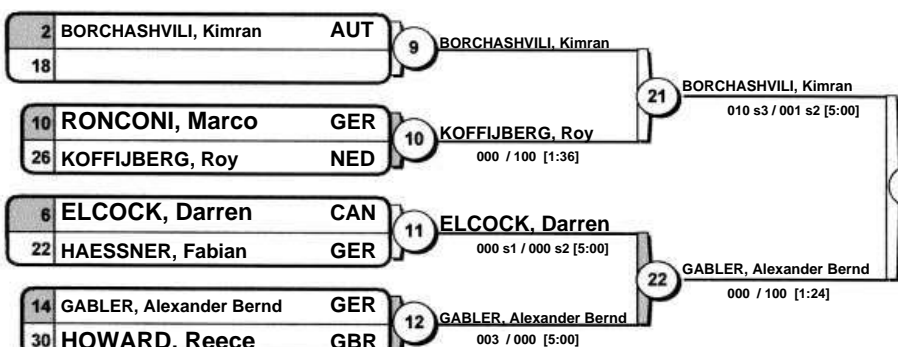 2 BORCHASHVILI, Kimran AUT
18
9
BORCHASHVILI, Kimran
10 RONCONI, Marco GER
26 KOFFIJBERG, Roy NED
10
KOFFIJBERG, Roy
000 / 100 [1:36]
21
BORCHASHVILI, Kimran
010 s3 / 001 s2 [5:00]
6 ELCOCK, Darren CAN
22 HAESSNER, Fabian GER
11
ELCOCK, Darren
000 s1 / 000 s2 [5:00]
14 GABLER, Alexander Bernd GER
30 HOWARD, Reece GBR
12
GABLER, Alexander Bernd
003 / 000 [5:00]
22
GABLER, Alexander Bernd
000 / 100 [1:24]